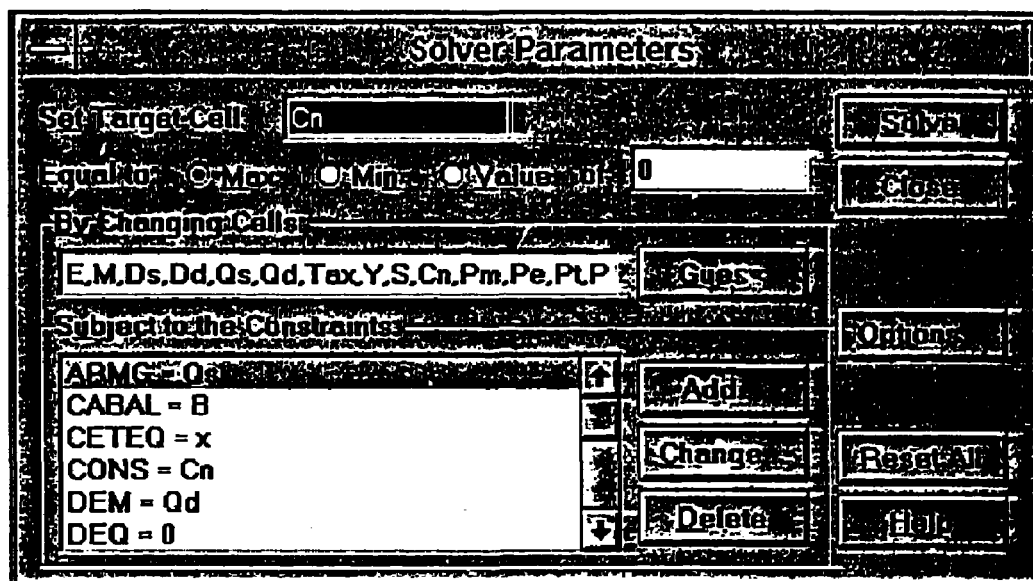 Solver Parameters
Set Target Cell: Cn
Solve
Equal to: Max Min Value of: 0
Close
By Changing Cells:
E,M,Ds,Dd,Qs,Qd,Tax,Y,S,Cn,Pm,Pe,Pt,P
Guess
Subject to the Constraints:
Options
ARMG = Qs
CABAL = B
CETEQ = x
CONS = Cn
DEM = Qd
DEQ = 0
Add
Change
Delete
Reset All
Help